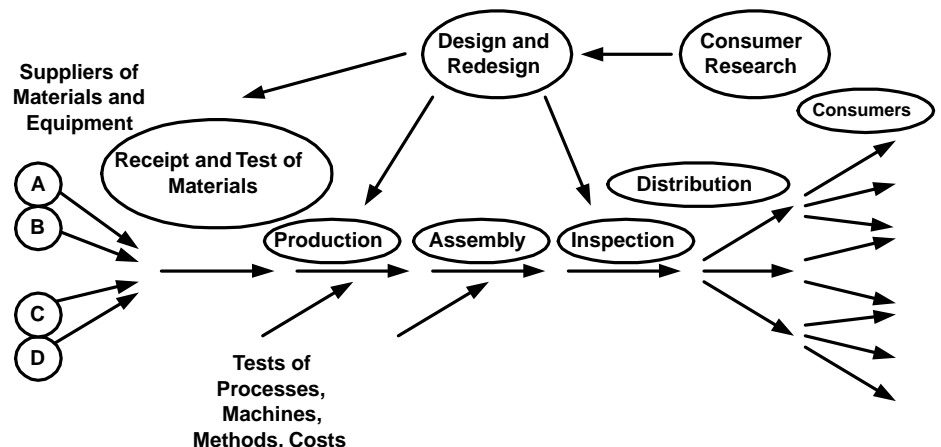 Design and
Redesign
Consumer
Research
Suppliers of
Materials and
Equipment
Consumers
Receipt and Test of
Materials
A
B
Distribution
Production
Assembly
Inspection
C
D
Tests of
Processes,
Machines,
Methods, Costs